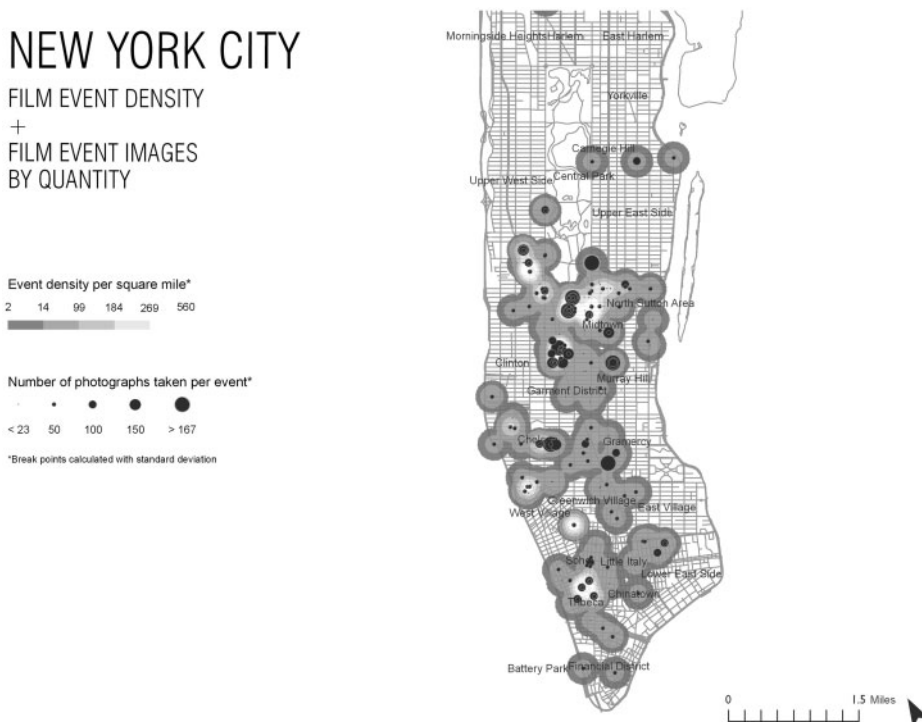 NEW YORK CITY
FILM EVENT DENSITY
+
FILM EVENT IMAGES
BY QUANTITY
Event density per square mile*
2 14 99 184 269 560
Number of photographs taken per event*
< 23 50 100 150 > 167
*Break points calculated with standard deviation
Morningside Heights Harlem East Harlem
Yorkville
Carnegie Hill
Central Park
Upper West Side
Upper East Side
North Sutton Area
Midtown
Clinton
Murray Hill
Garment District
Gramercy
Greenwich Village
East Village
West Village
Little Italy
Lower East Side
Chinatown
Tribeca
Battery Park Financial District
0 1.5 Miles